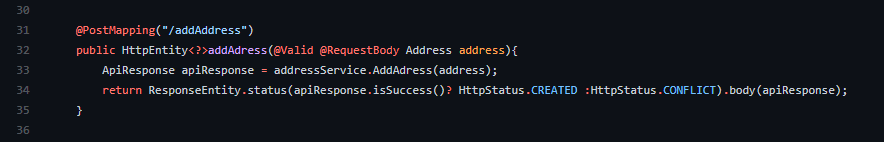 30
31 @PostMapping("/addAddress")
32 public HttpEntity<?>addAdress(@Valid @RequestBody Address address){
33 ApiResponse apiResponse = addressService.AddAdress(address);
34 return ResponseEntity.status(apiResponse.isSuccess()? HttpStatus.CREATED :HttpStatus.CONFLICT).body(apiResponse);
35 }
36